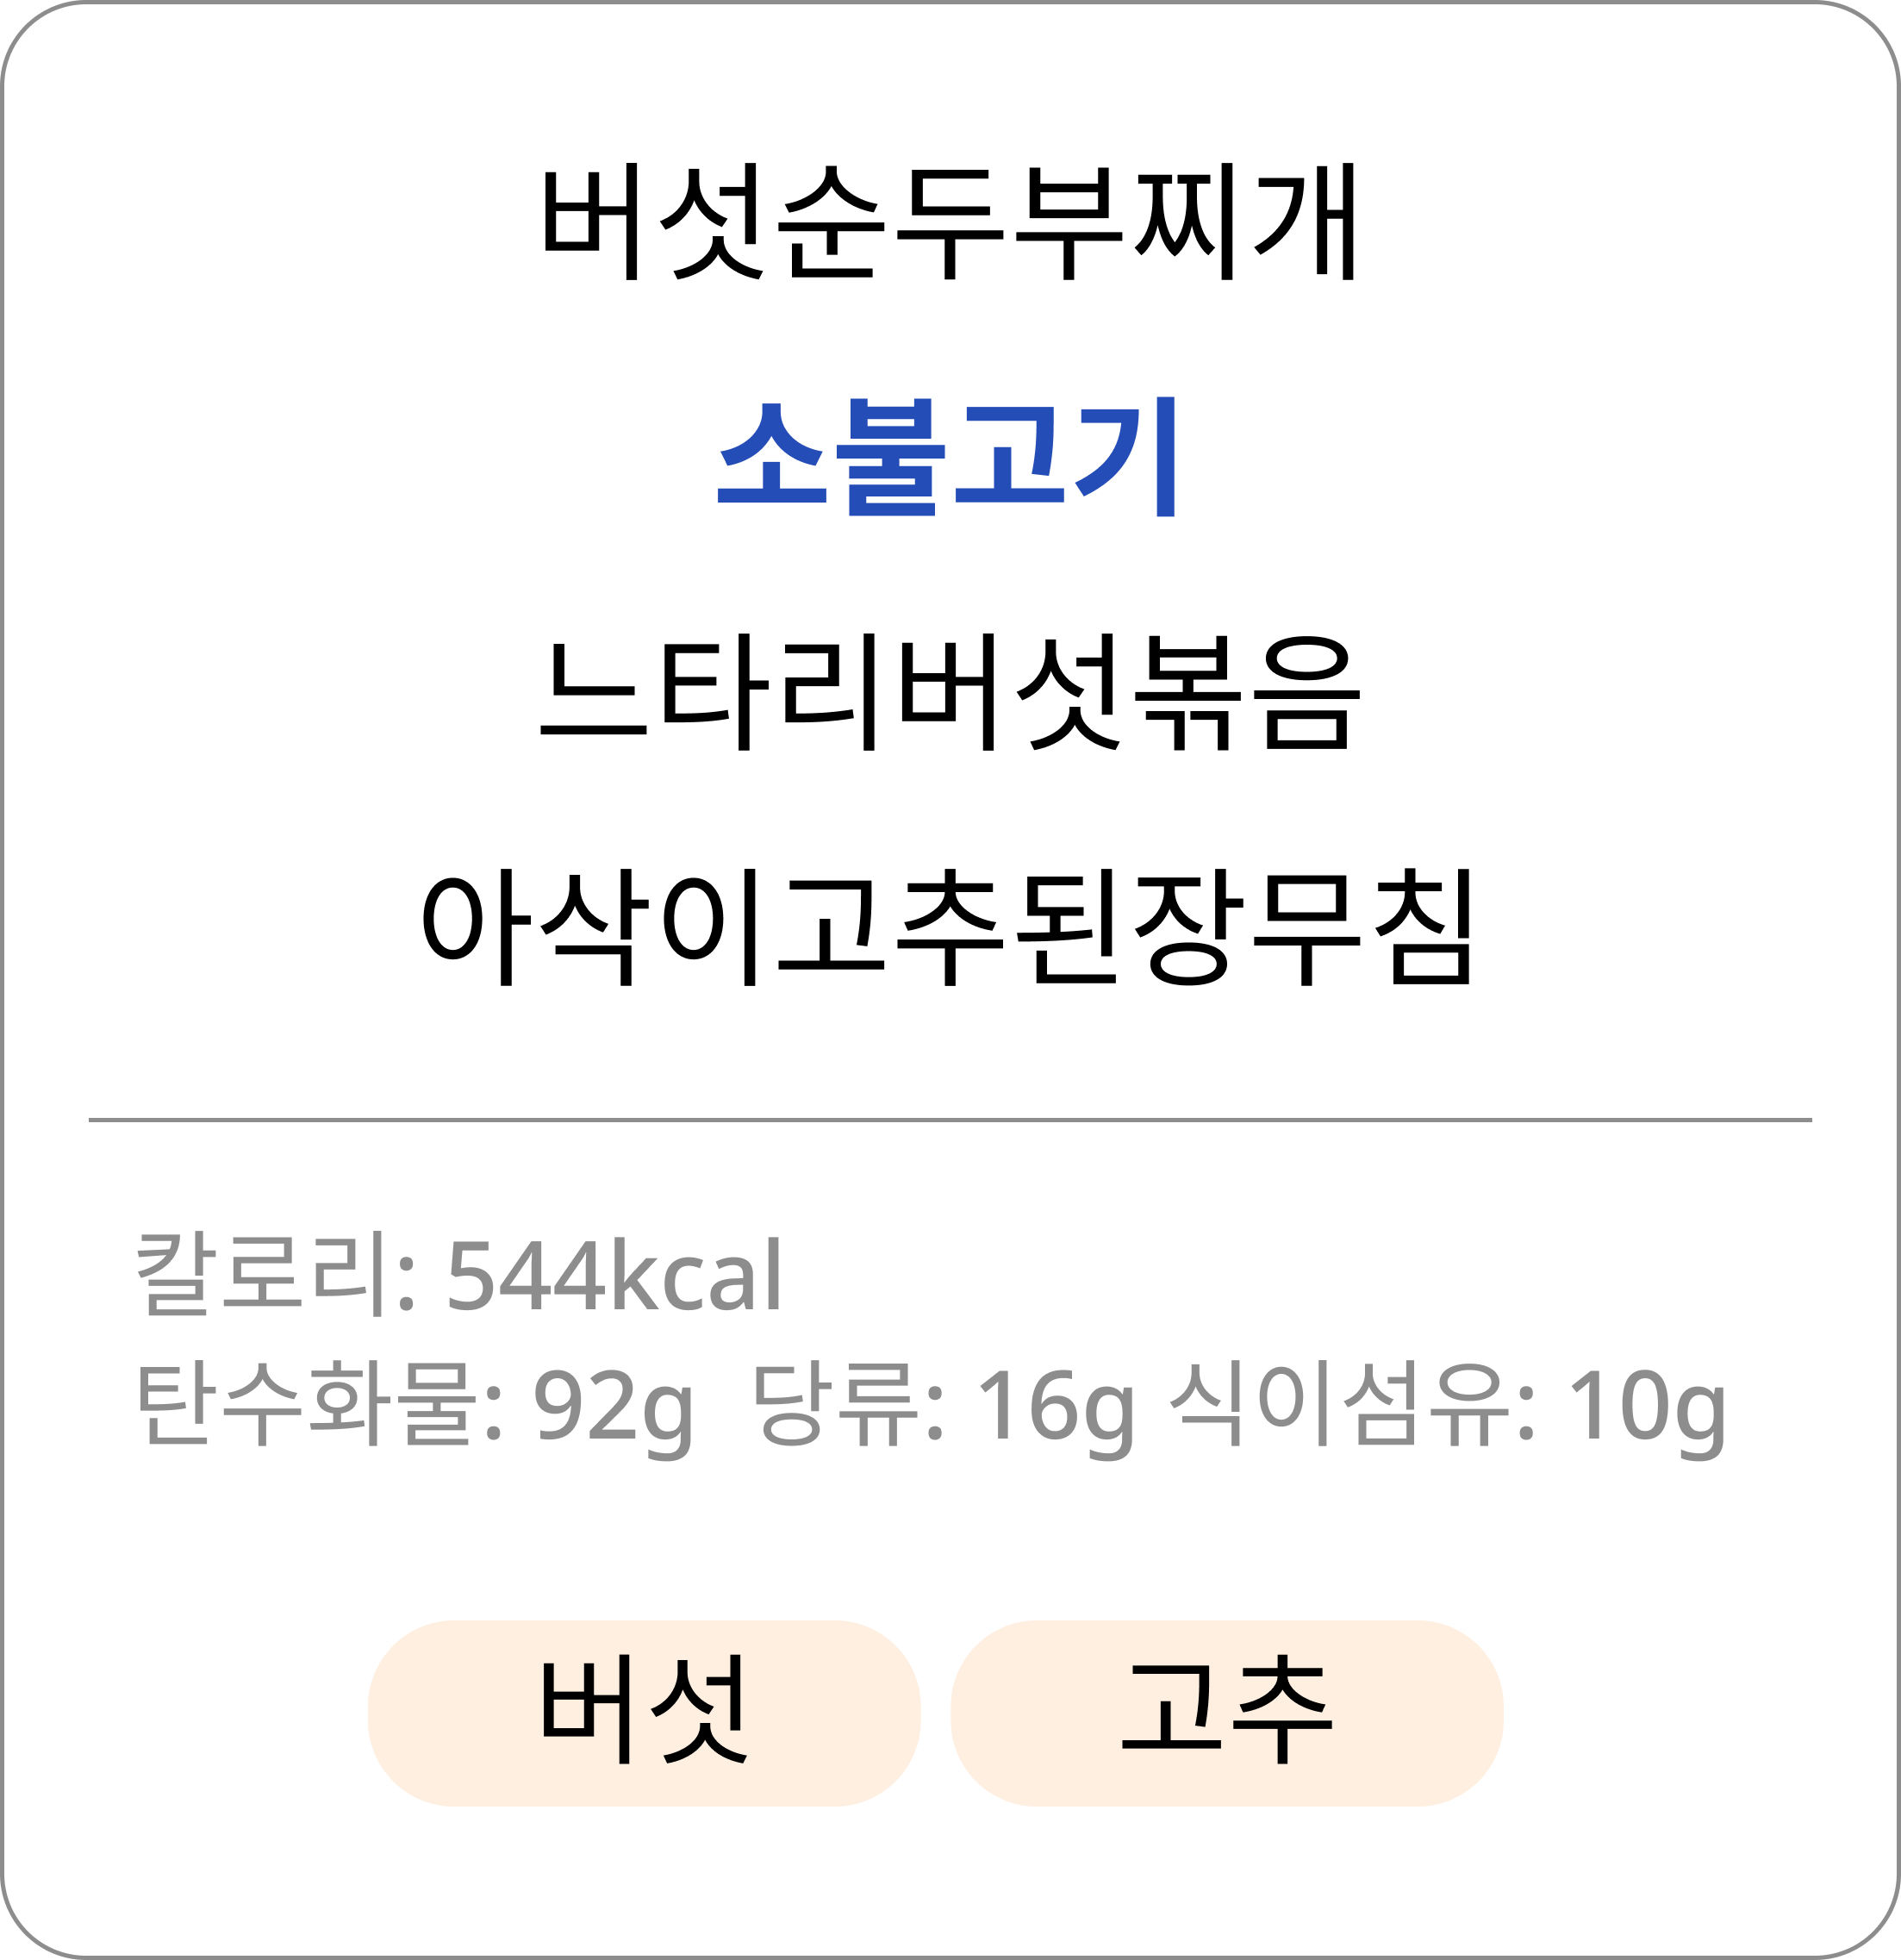 버섯순두부찌개
소불고기
느타리버섯볶음
아삭이고추된장무침
칼로리: 544kcal
탄수화물: 92g 단류: 16g 식이섬유: 10g
버섯 고추